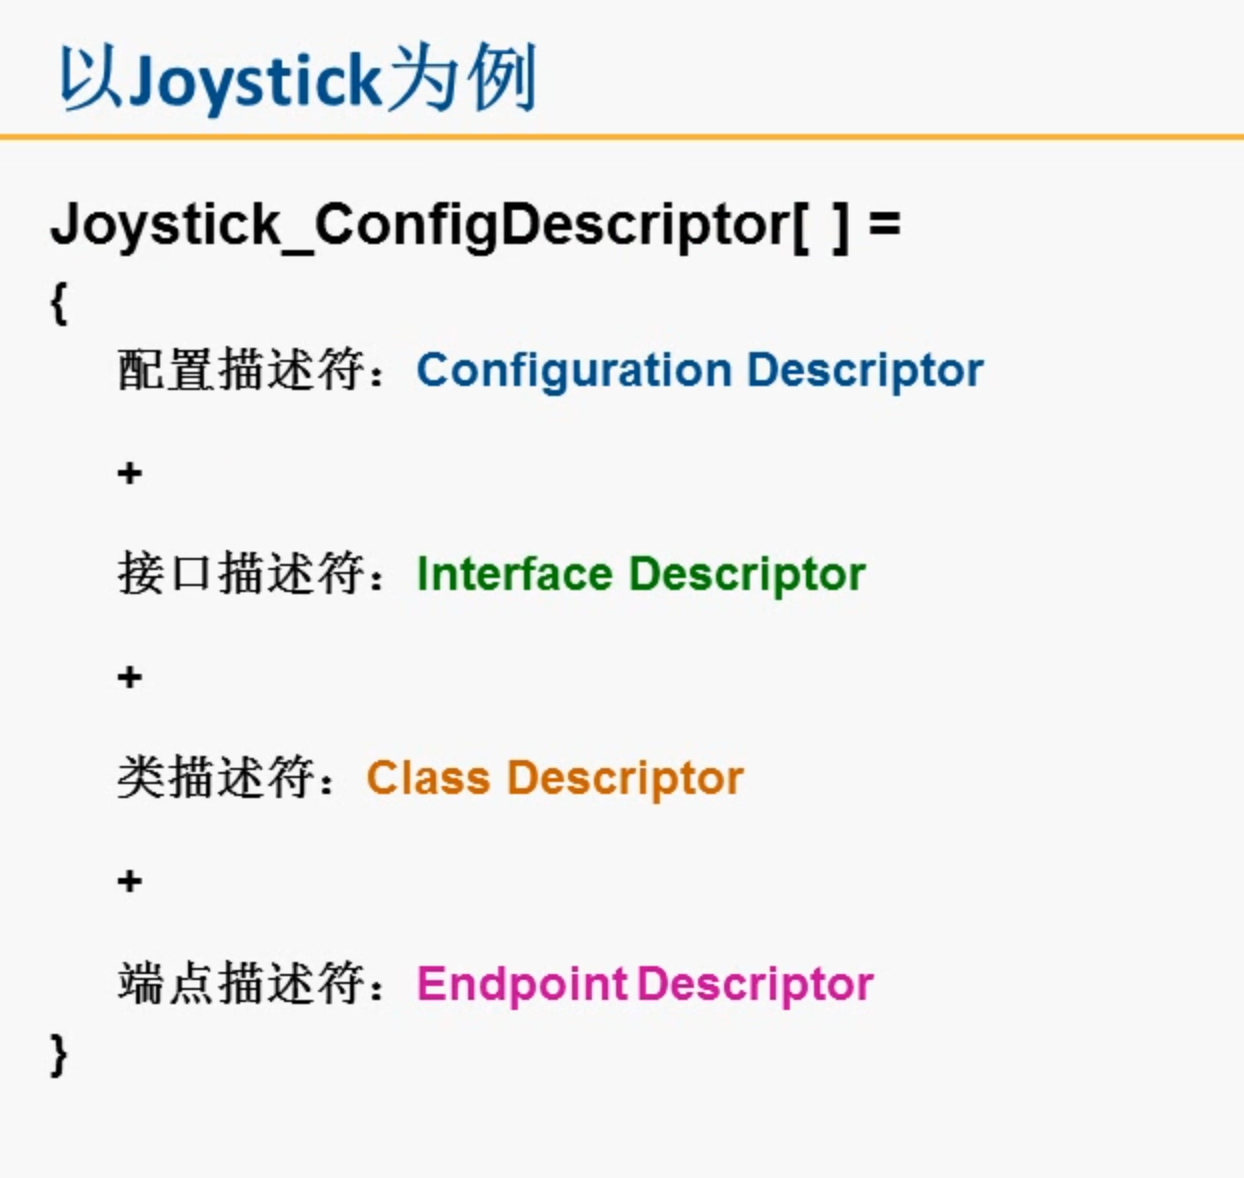 以Joystick为例
Joystick_ConfigDescriptor[ ] =
{
配置描述符：Configuration Descriptor
+
接口描述符：Interface Descriptor
+
类描述符：Class Descriptor
+
端点描述符：Endpoint Descriptor
}